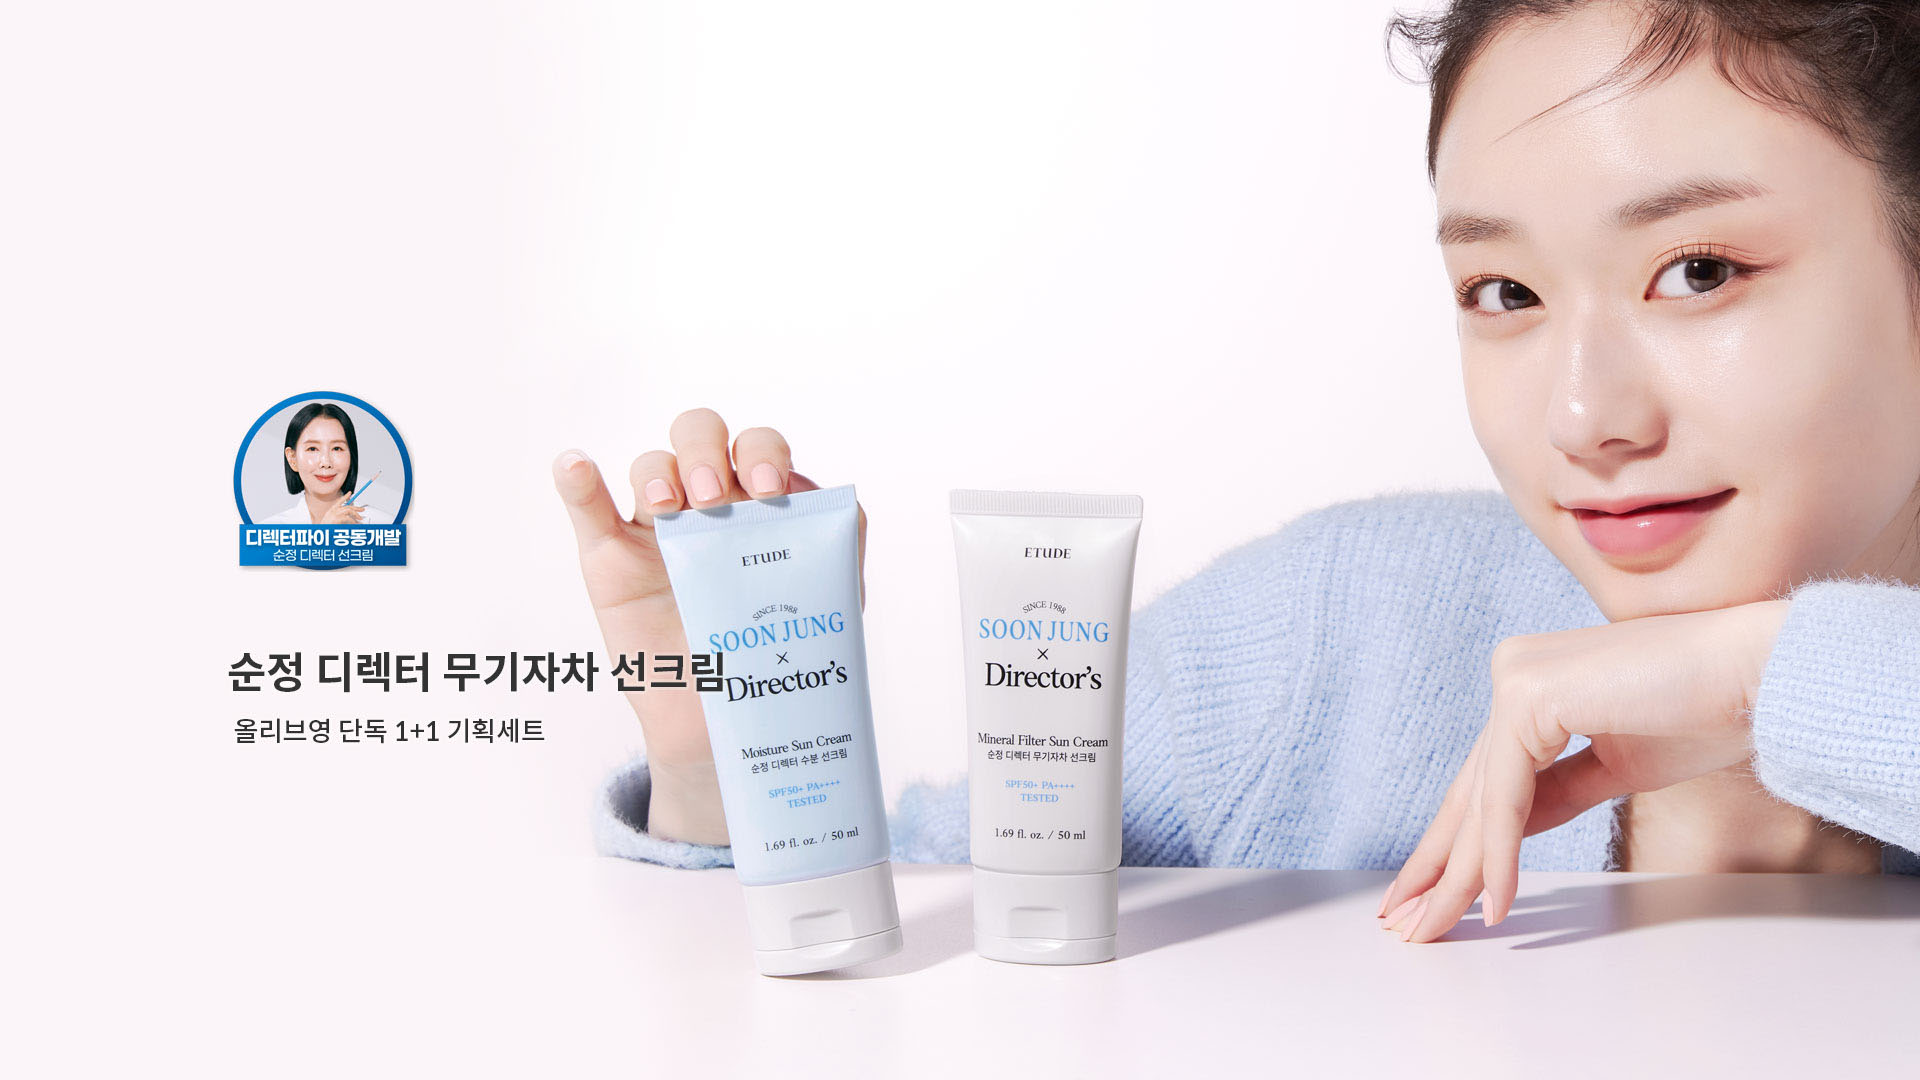 디렉터파이 공동개발
순정 디렉터 선크림
순정 디렉터 무기자차 선크림
올리브영 단독 1+1 기획세트
ETUDE
SINCE 1988
SOON JUNG
×
Director's
Moisture Sun Cream
순정 디렉터 수분 선크림
SPF50+ PA++++
TESTED
1.69 fl. oz. / 50 ml
ETUDE
SINCE 1988
SOON JUNG
×
Director's
Mineral Filter Sun Cream
순정 디렉터 무기자차 선크림
SPF50+ PA++++
TESTED
1.69 fl. oz. / 50 ml